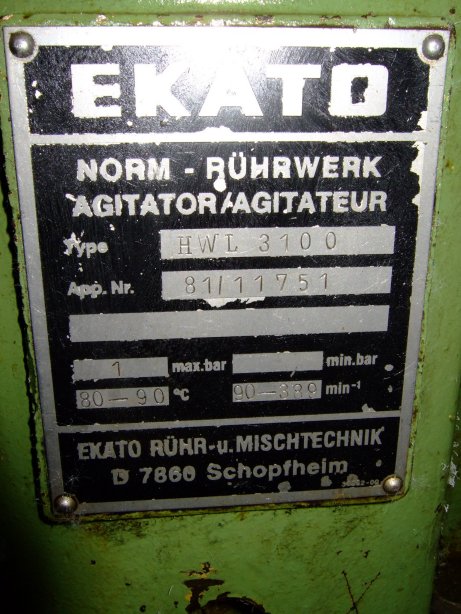 EKATO
NORM - RÜHRWERK
AGITATOR/AGITATEUR
Type HWL 3100
App. Nr. 81/11751
1 max.bar min.bar
80—90 °C 90-389 min⁻¹
EKATO RÜHR-u.MISCHTECHNIK
D 7860 Schopfheim